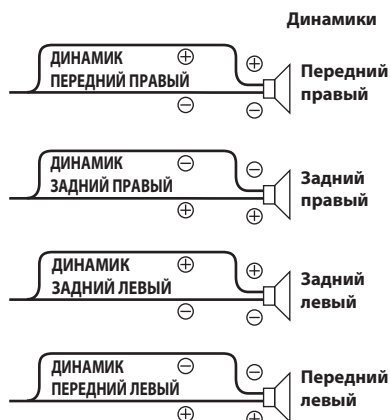 Динамики
ДИНАМИК
ПЕРЕДНИЙ ПРАВЫЙ
⊕
⊖
⊕
⊖
Передний
правый
ДИНАМИК
ЗАДНИЙ ПРАВЫЙ
⊖
⊕
⊖
⊕
Задний
правый
ДИНАМИК
ЗАДНИЙ ЛЕВЫЙ
⊕
⊖
⊕
⊖
Задний
левый
ДИНАМИК
ПЕРЕДНИЙ ЛЕВЫЙ
⊖
⊕
⊖
⊕
Передний
левый